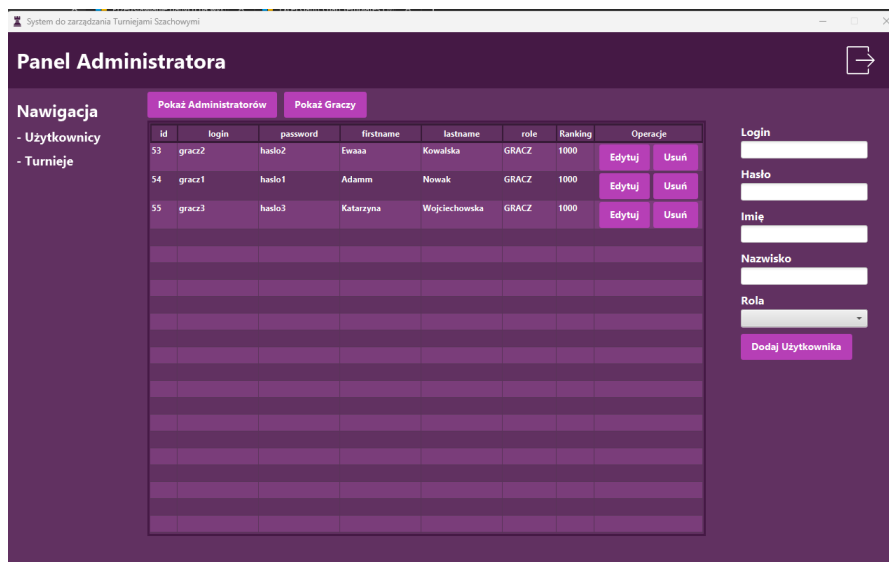 System do zarządzania Turniejami Szachowymi
Panel Administratora
Nawigacja
- Użytkownicy
- Turnieje
Pokaż Administratorów Pokaż Graczy
id login password firstname lastname role Ranking Operacje
53 gracz2 haslo2 Ewaaa Kowalska GRACZ 1000 Edytuj Usuń
54 gracz1 haslo1 Adamm Nowak GRACZ 1000 Edytuj Usuń
55 gracz3 haslo3 Katarzyna Wojciechowska GRACZ 1000 Edytuj Usuń
Login
Hasło
Imię
Nazwisko
Rola
Dodaj Użytkownika